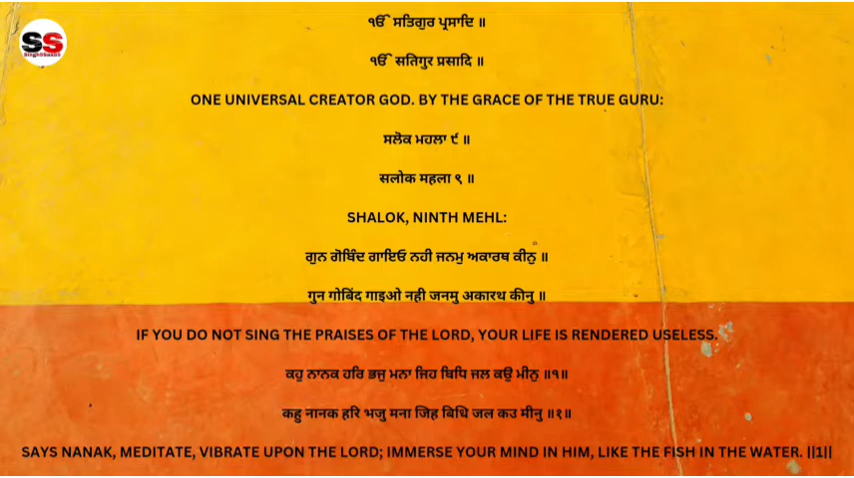 SS
SinghStation
ੴ ਸਤਿਗੁਰ ਪ੍ਰਸਾਦਿ ॥
ੴ सतिगुर प्रसादि ॥
ONE UNIVERSAL CREATOR GOD. BY THE GRACE OF THE TRUE GURU:
ਸਲੋਕ ਮਹਲਾ ੯ ॥
सलोक महला ९ ॥
SHALOK, NINTH MEHL:
ਗੁਨ ਗੋਬਿੰਦ ਗਾਇਓ ਨਹੀ ਜਨਮੁ ਅਕਾਰਥ ਕੀਨੁ ॥
गुन गोबिंद गाइओ नही जनमु अकारथ कीनु ॥
IF YOU DO NOT SING THE PRAISES OF THE LORD, YOUR LIFE IS RENDERED USELESS.
ਕਹੁ ਨਾਨਕ ਹਰਿ ਭਜੁ ਮਨਾ ਜਿਹ ਬਿਧਿ ਜਲ ਕਉ ਮੀਨੁ ॥੧॥
कहु नानक हरि भजु मना जिह बिधि जल कउ मीनु ॥१॥
SAYS NANAK, MEDITATE, VIBRATE UPON THE LORD; IMMERSE YOUR MIND IN HIM, LIKE THE FISH IN THE WATER. ||1||